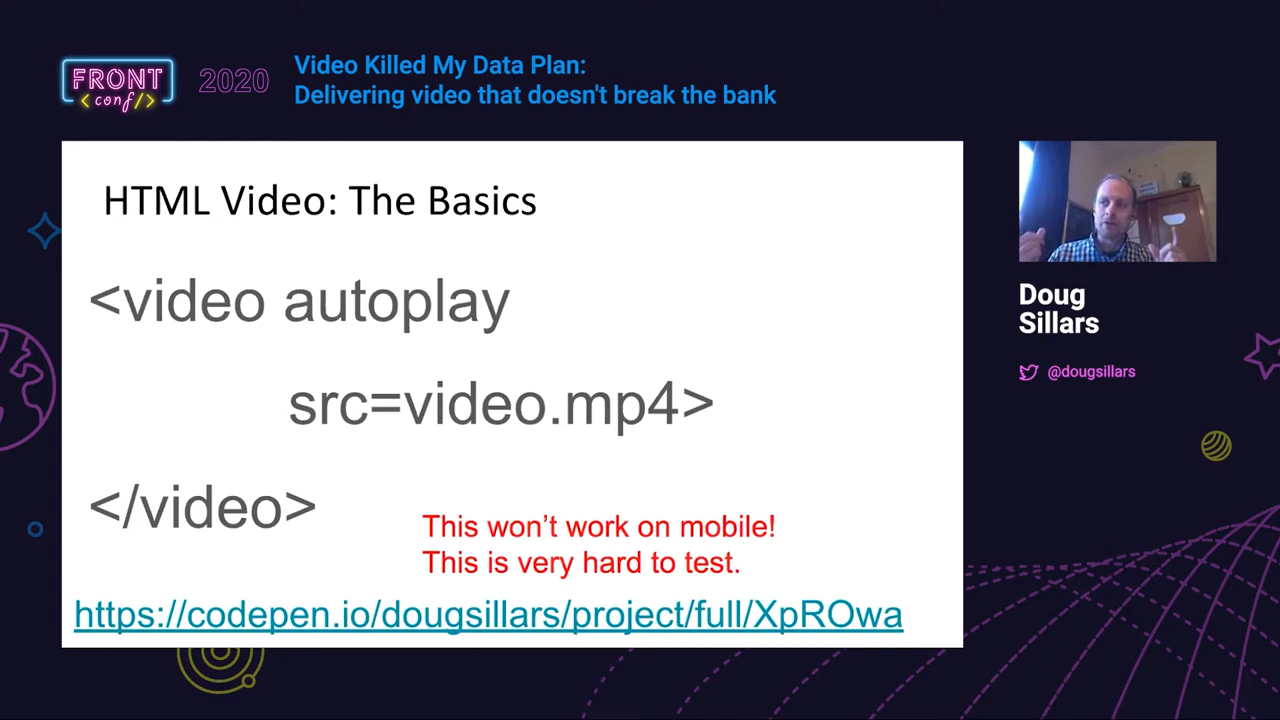 FRONT
<conf/>
2020
Video Killed My Data Plan:
Delivering video that doesn't break the bank
HTML Video: The Basics
<video autoplay
src=video.mp4>
</video>
This won’t work on mobile!
This is very hard to test.
https://codepen.io/dougsillars/project/full/XpROwa
Doug
Sillars
@dougsillars